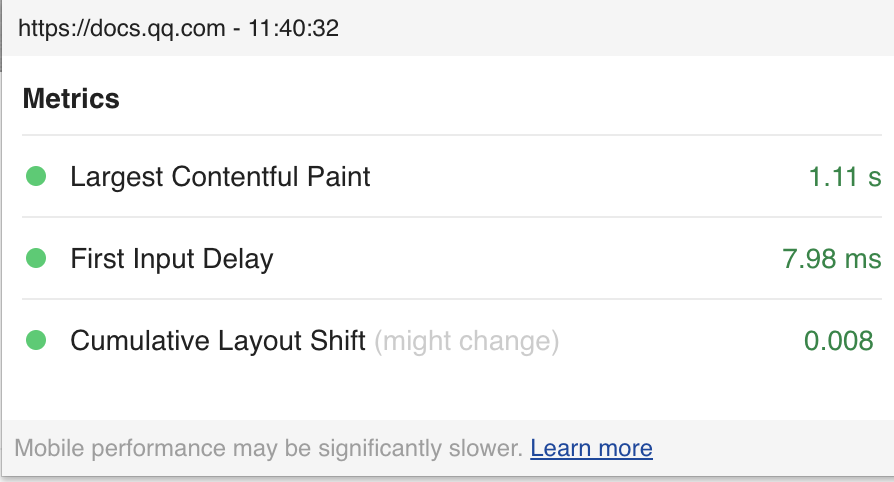 https://docs.qq.com - 11:40:32
Metrics
Largest Contentful Paint 1.11 s
First Input Delay 7.98 ms
Cumulative Layout Shift (might change) 0.008
Mobile performance may be significantly slower. Learn more